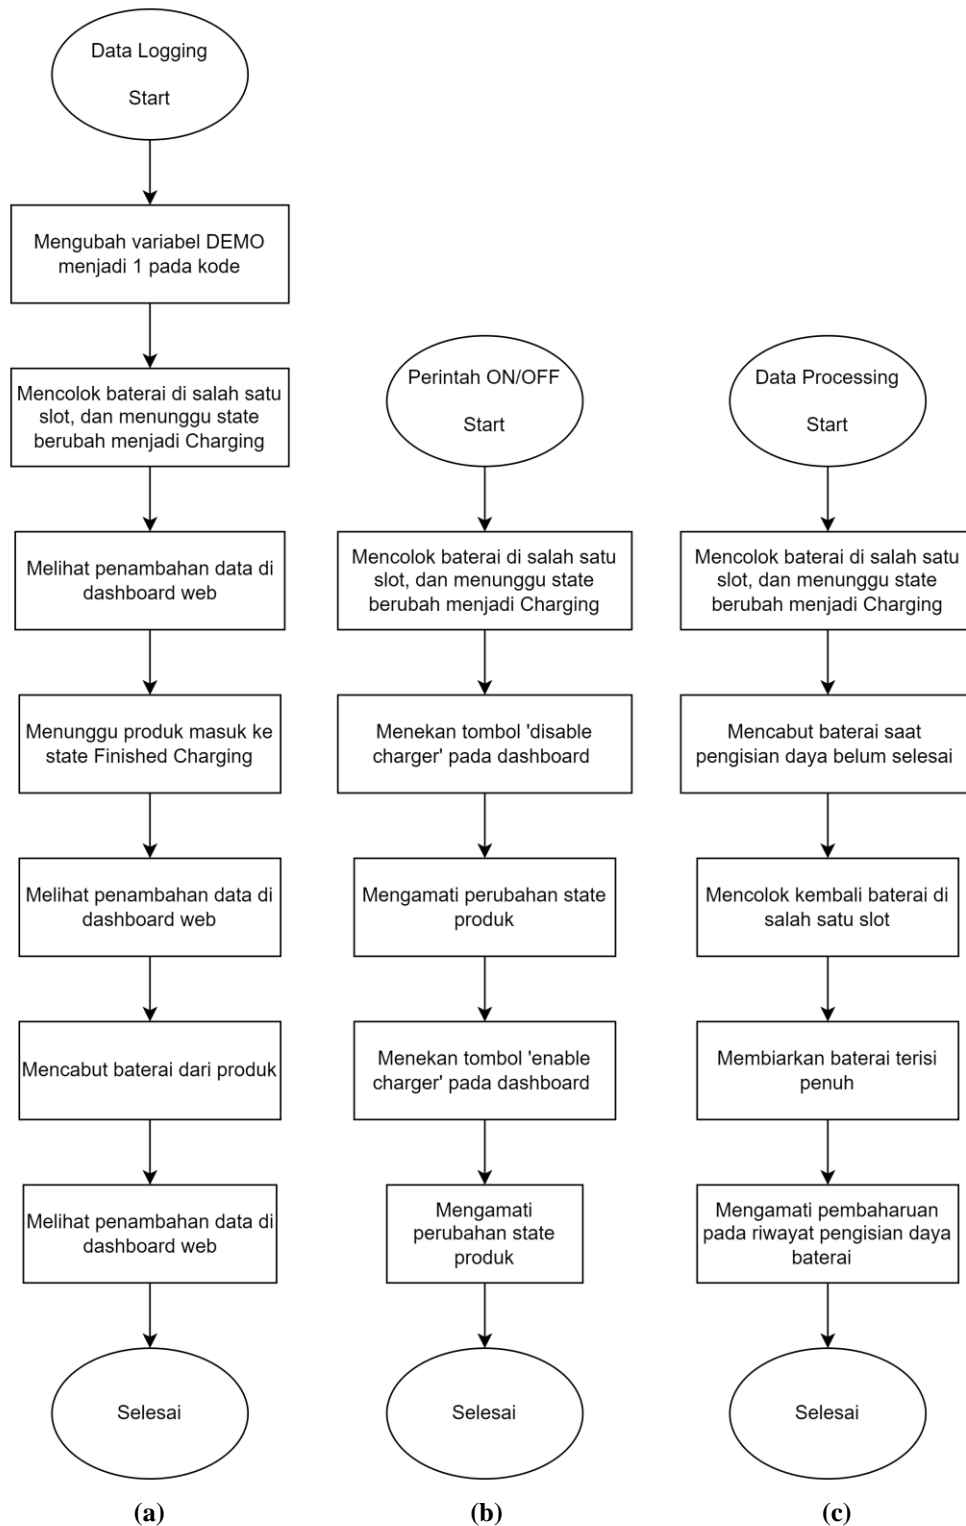 Data Logging
Start
Mengubah variabel DEMO
menjadi 1 pada kode
Mencolok baterai di salah satu
slot, dan menunggu state
berubah menjadi Charging
Melihat penambahan data di
dashboard web
Menunggu produk masuk ke
state Finished Charging
Melihat penambahan data di
dashboard web
Mencabut baterai dari produk
Melihat penambahan data di
dashboard web
Selesai
(a)
Perintah ON/OFF
Start
Mencolok baterai di salah satu
slot, dan menunggu state
berubah menjadi Charging
Menekan tombol 'disable
charger' pada dashboard
Mengamati perubahan state
produk
Menekan tombol 'enable
charger' pada dashboard
Mengamati
perubahan state
produk
Selesai
(b)
Data Processing
Start
Mencolok baterai di salah satu
slot, dan menunggu state
berubah menjadi Charging
Mencabut baterai saat
pengisian daya belum selesai
Mencolok kembali baterai di
salah satu slot
Membiarkan baterai terisi
penuh
Mengamati pembaharuan
pada riwayat pengisian daya
baterai
Selesai
(c)